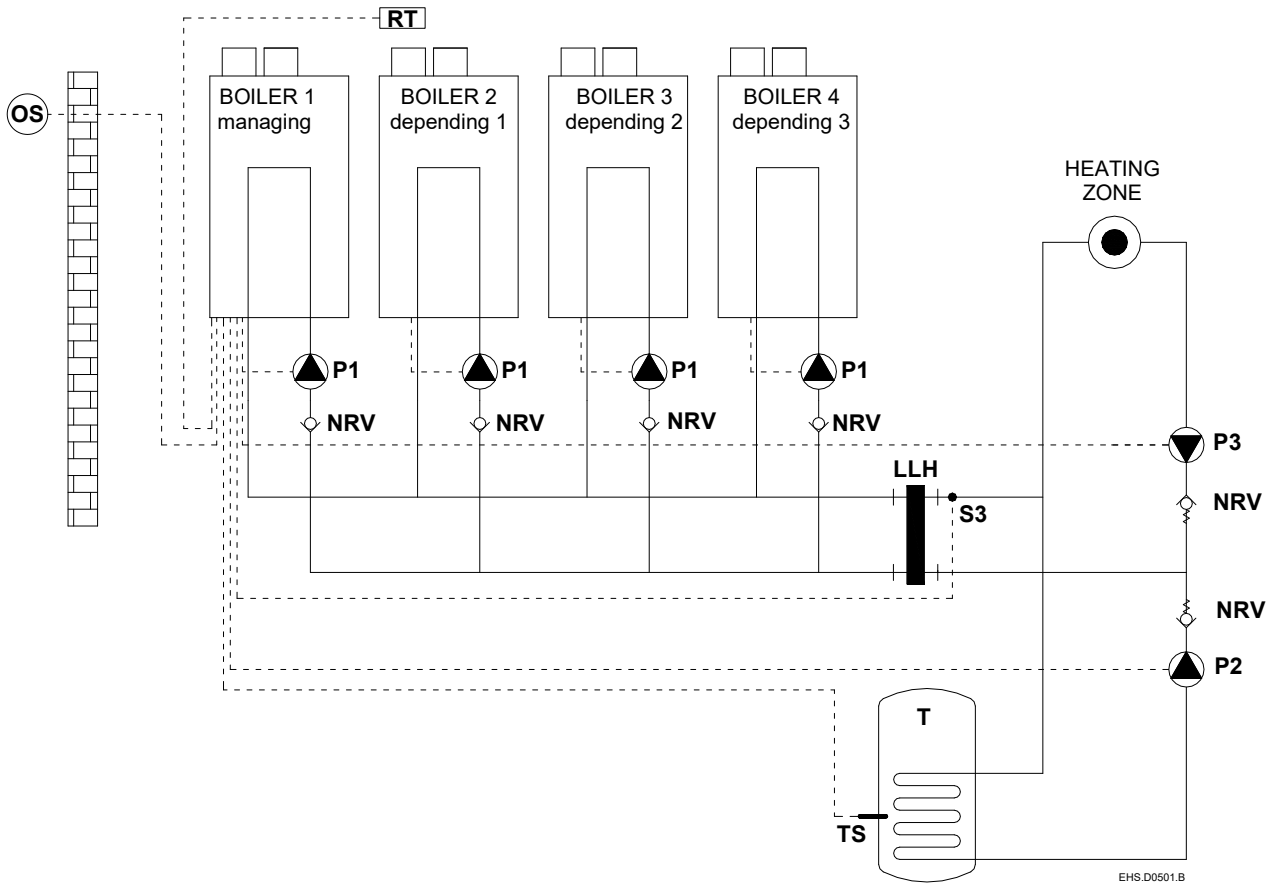 RT
OS
BOILER 1
managing
BOILER 2
depending 1
BOILER 3
depending 2
BOILER 4
depending 3
HEATING
ZONE
P1
P1
P1
P1
NRV
NRV
NRV
NRV
P3
LLH
S3
NRV
NRV
P2
T
TS
EHS.D0501.B